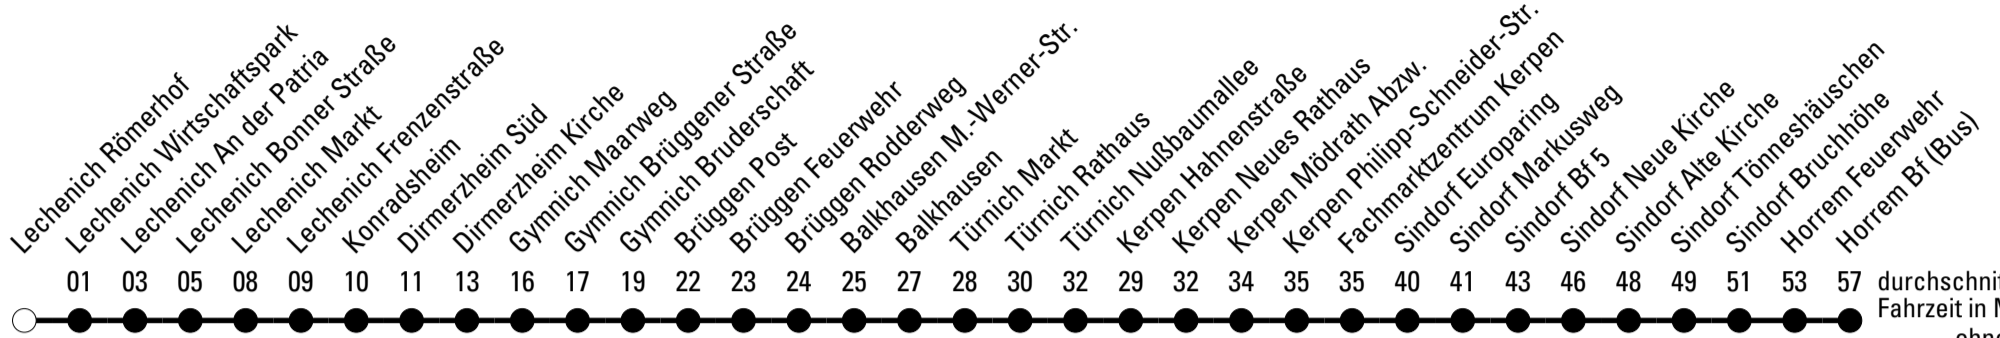 Lechenich Römerhof
Lechenich Wirtschaftspark
Lechenich An der Patria
Lechenich Bonner Straße
Lechenich Markt
Lechenich Frenzenstraße
Konradsheim
Dirmerzheim Süd
Dirmerzheim Kirche
Gymnich Maarweg
Gymnich Brüggener Straße
Gymnich Bruderschaft
Brüggen Post
Brüggen Feuerwehr
Brüggen Rodderweg
Balkhausen M.-Werner-Str.
Balkhausen
Türnich Markt
Türnich Rathaus
Türnich Nußbaumallee
Kerpen Hahnenstraße
Kerpen Neues Rathaus
Kerpen Mödrath Abzw.
Kerpen Philipp-Schneider-Str.
Fachmarktzentrum Kerpen
Sindorf Europaring
Sindorf Markusweg
Sindorf Bf 5
Sindorf Neue Kirche
Sindorf Alte Kirche
Sindorf Tönneshäuschen
Sindorf Bruchhöhe
Horrem Feuerwehr
Horrem Bf (Bus)
01 03 05 08 09 10 11 13 16 17 19 22 23 24 25 27 28 30 32 29 32 34 35 35 40 41 43 46 48 49 51 53 57 durchschnit
Fahrzeit in M